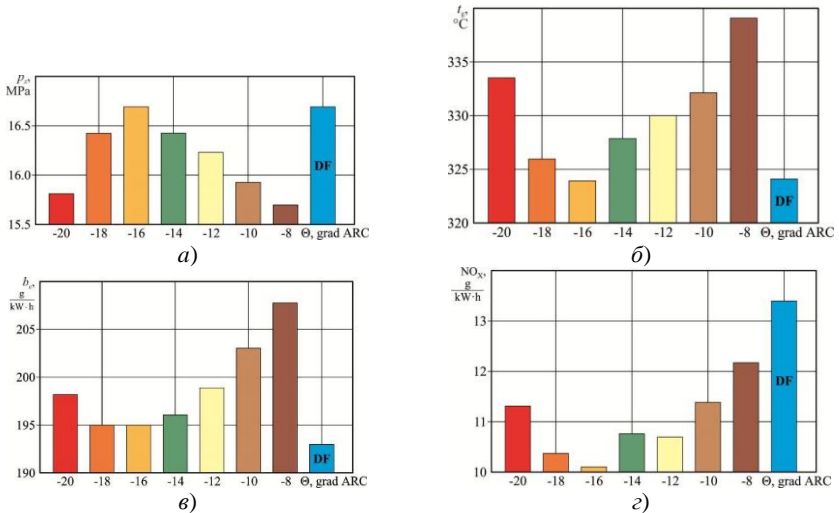 p_z,
MPa
16.5
16.0
15.5
DF
-20 -18 -16 -14 -12 -10 -8 Θ, grad ARC
а)
t_g,
°C
335
330
325
320
DF
-20 -18 -16 -14 -12 -10 -8 Θ, grad ARC
б)
b_e,
g
kW·h
205
200
195
190
DF
-20 -18 -16 -14 -12 -10 -8 Θ, grad ARC
в)
NO_X,
g
kW·h
13
12
11
10
DF
-20 -18 -16 -14 -12 -10 -8 Θ, grad ARC
г)